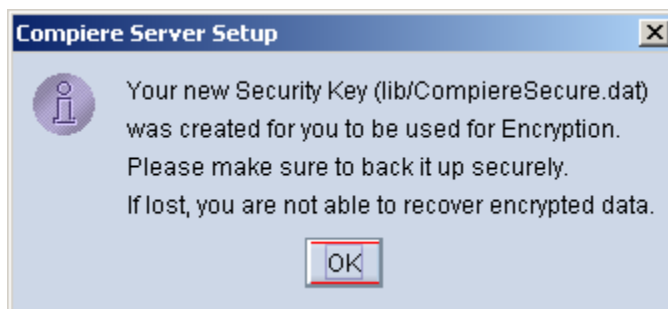 Compiere Server Setup
Your new Security Key (lib/CompiereSecure.dat)
was created for you to be used for Encryption.
Please make sure to back it up securely.
If lost, you are not able to recover encrypted data.
OK